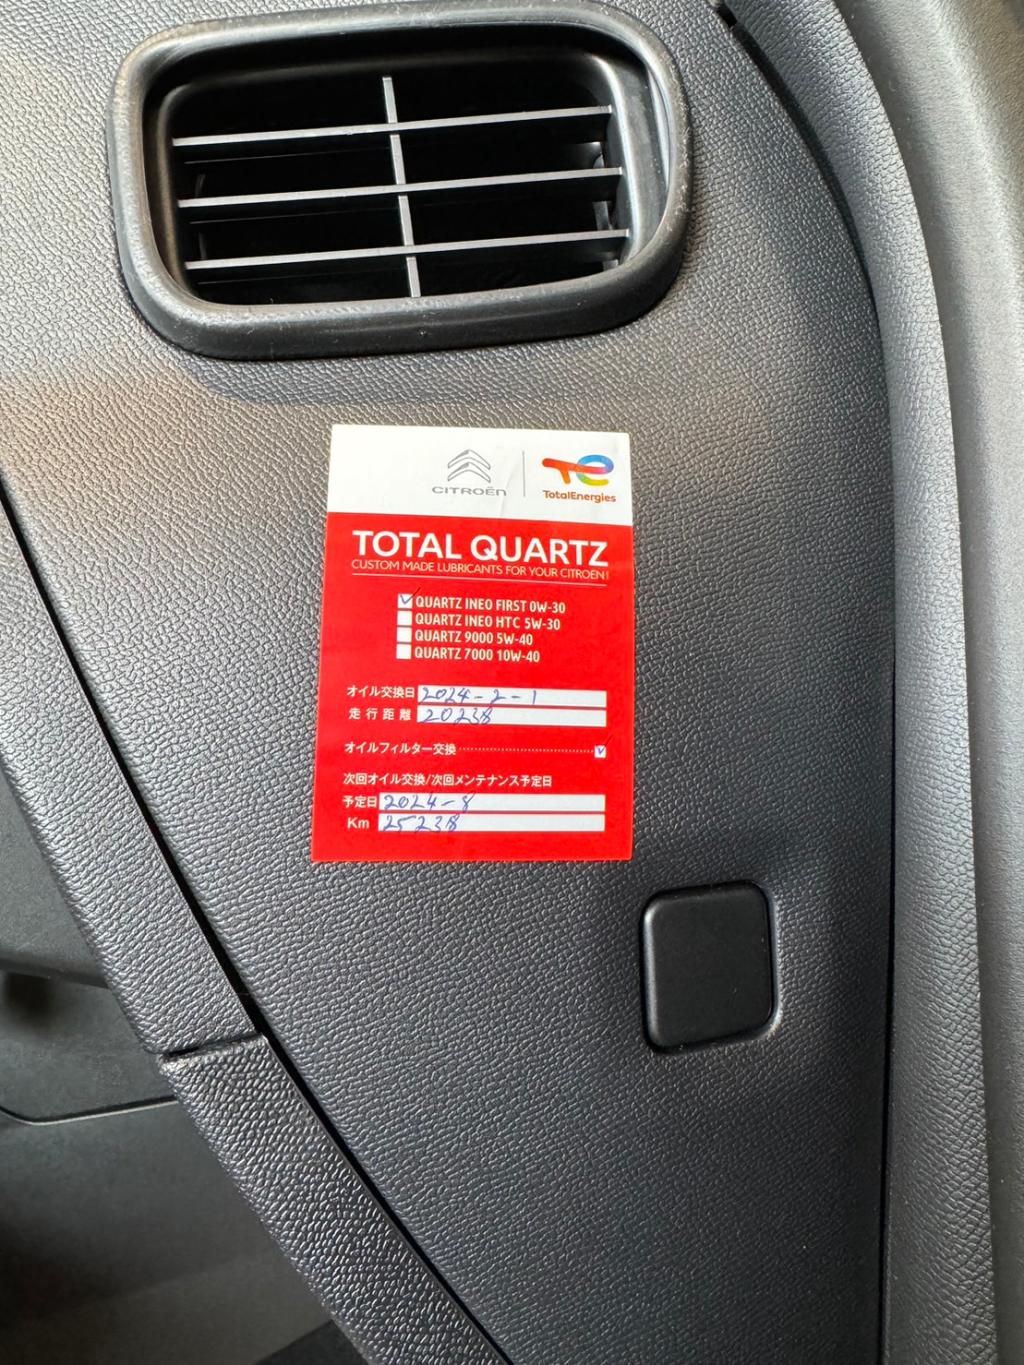 CITROËN
TotalEnergies
TOTAL QUARTZ
CUSTOM MADE LUBRICANTS FOR YOUR CITROËN!
QUARTZ INEO FIRST 0W-30
QUARTZ INEO HTC 5W-30
QUARTZ 9000 5W-40
QUARTZ 7000 10W-40
オイル交換日 2024-2-1
走行距離 20238
オイルフィルター交換
次回オイル交換/次回メンテナンス予定日
予定日 2024-8
Km 25238